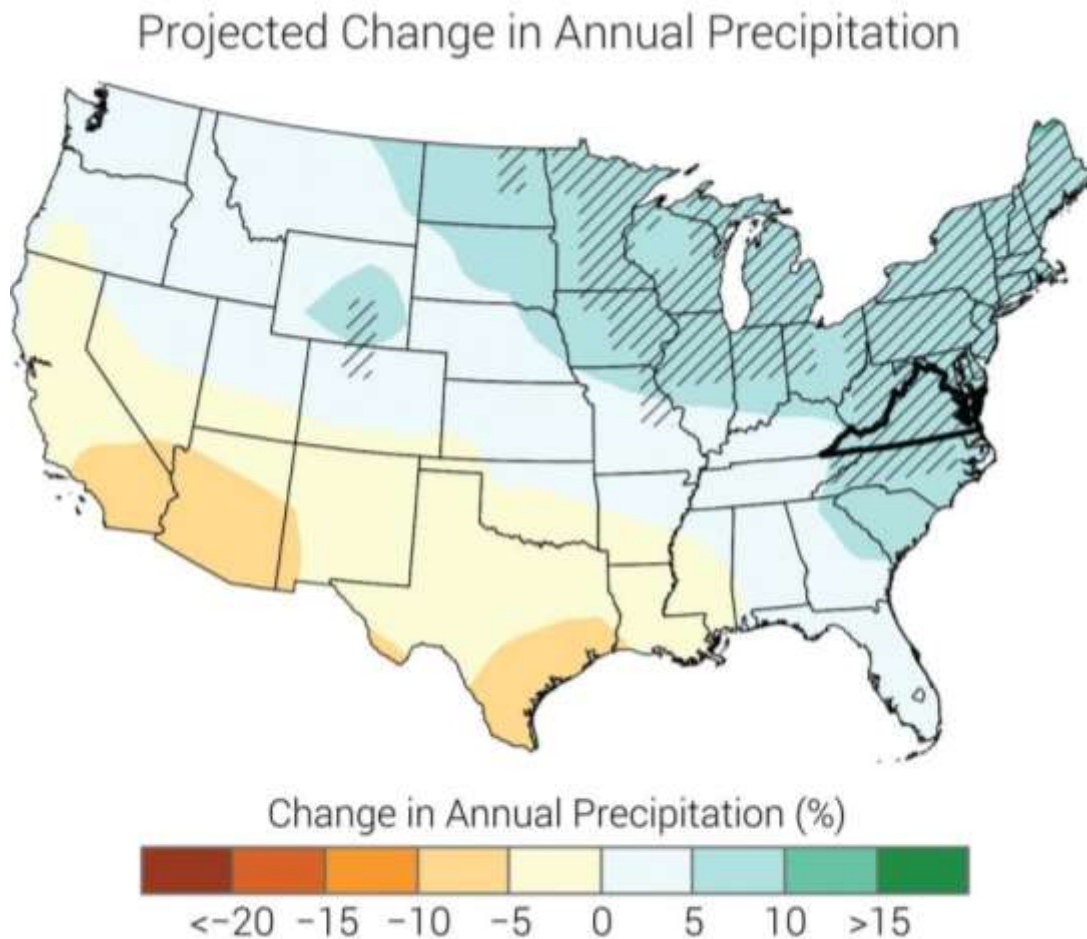 Projected Change in Annual Precipitation
Change in Annual Precipitation (%)
<−20 −15 −10 −5 0 5 10 >15